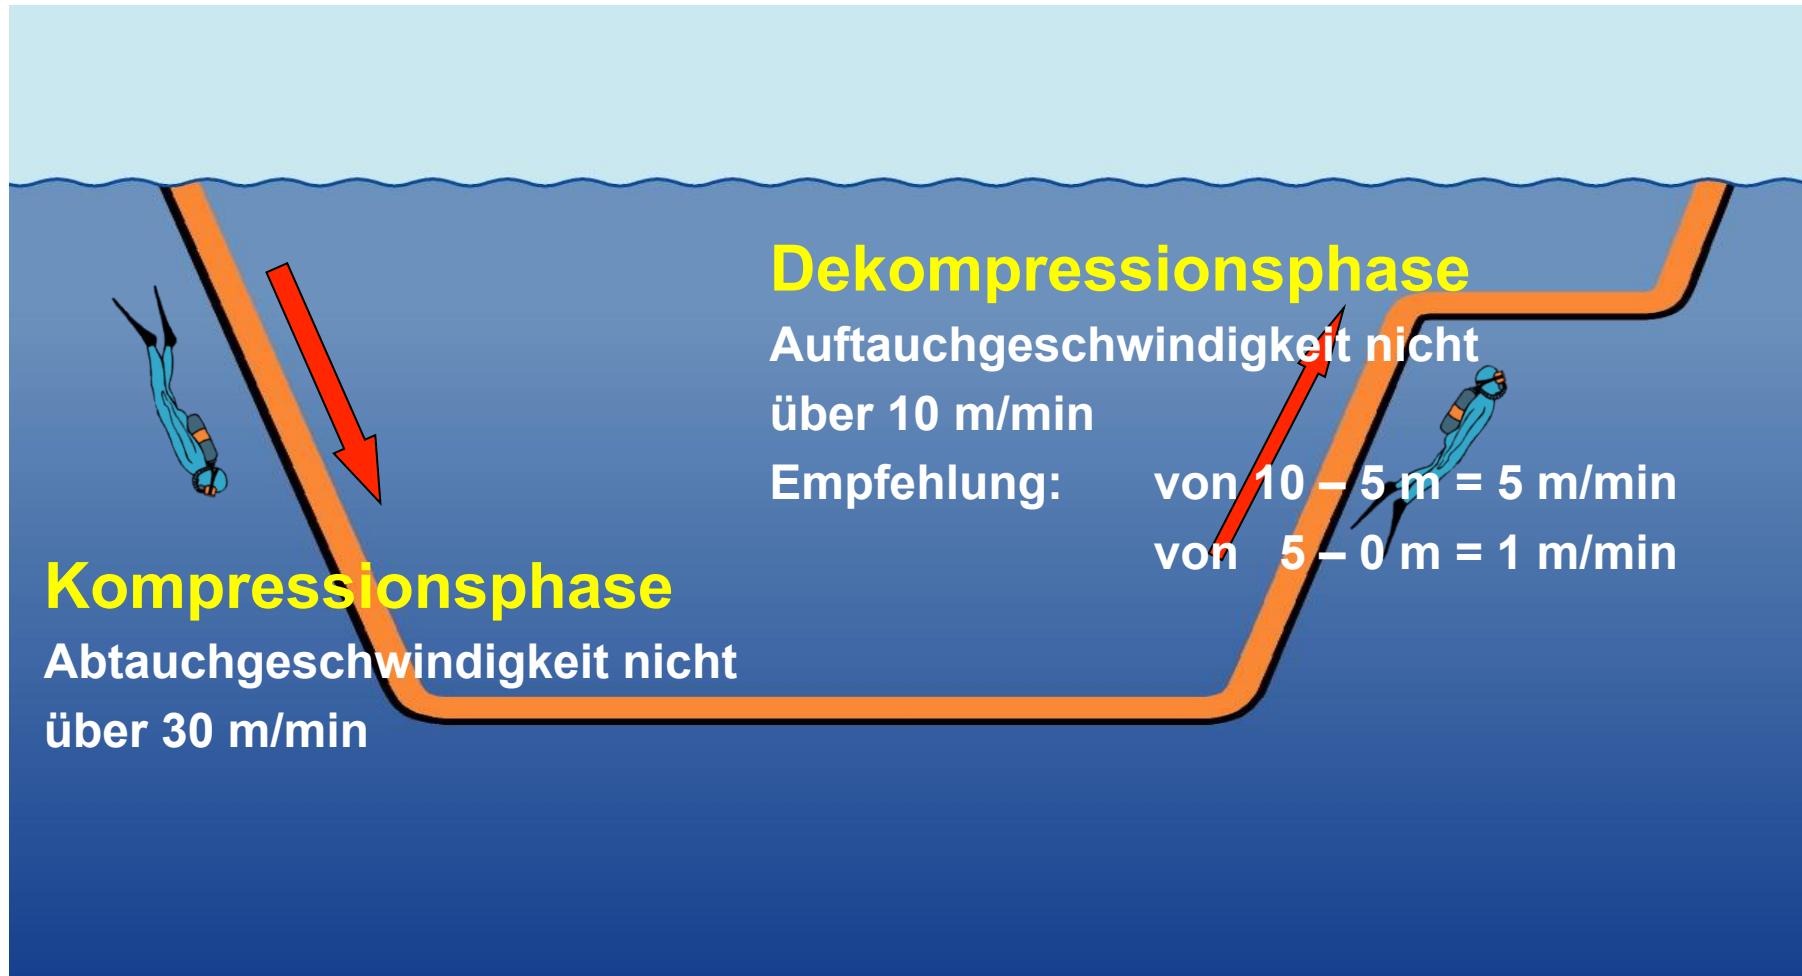 Dekompressionsphase
Auftauchgeschwindigkeit nicht
über 10 m/min
Empfehlung: von 10 – 5 m = 5 m/min
von 5 – 0 m = 1 m/min
Kompressionsphase
Abtauchgeschwindigkeit nicht
über 30 m/min